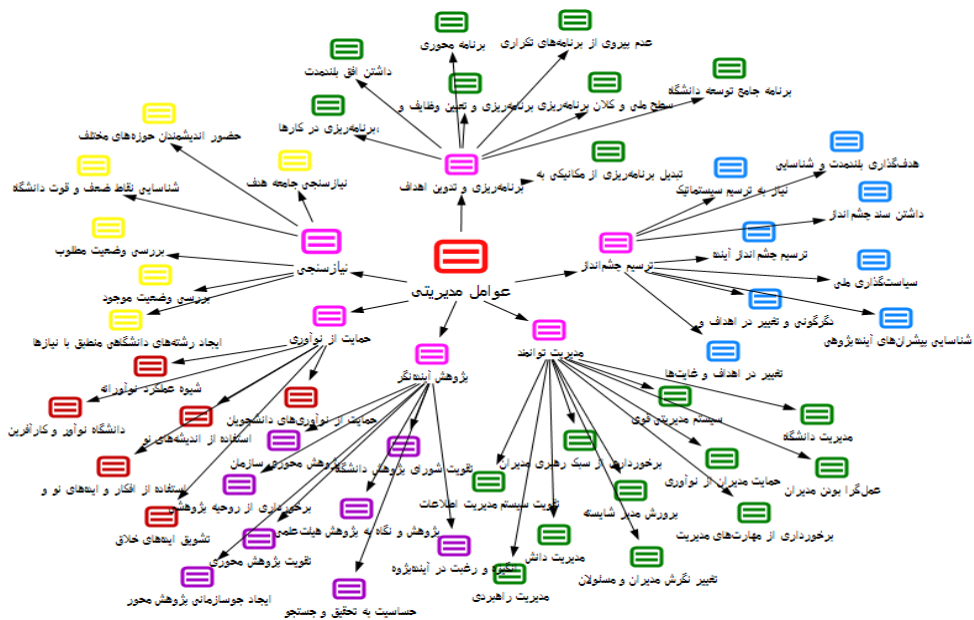 عدم پیروی از برنامه‌های تکراری
برنامه محوری
داشتن افق بلندمدت
برنامه جامع توسعه دانشگاه
سطح ملی و کلان برنامه‌ریزی
برنامه‌ریزی و تعیین وظایف و
برنامه‌ریزی در کارها،
تبدیل برنامه‌ریزی از مکانیکی به
برنامه‌ریزی و تدوین اهداف
حضور اندیشمندان حوزه‌های مختلف
نیازسنجی جامعه هدف
شناسایی نقاط ضعف و قوت دانشگاه
بررسی وضعیت مطلوب
نیازسنجی
بررسی وضعیت موجود
ایجاد رشته‌های دانشگاهی منطبق با نیازها
هدف‌گذاری بلندمدت و شناسایی
نیاز به ترسیم سیستماتیک
داشتن سند چشم‌انداز
ترسیم چشم‌انداز آینده
ترسیم چشم‌انداز
سیاست‌گذاری ملی
دگرگونی و تغییر در اهداف و
شناسایی پیشران‌های آینده‌پژوهی
تغییر در اهداف و غایت‌ها
عوامل مدیریتی
حمایت از نوآوری
پژوهش آینده‌نگر
مدیریت توانمند
شیوه عملکرد نوآورانه
دانشگاه نوآور و کارآفرین
استفاده از اندیشه‌های نو
حمایت از نوآوری‌های دانشجویان
استفاده از افکار و ایده‌های نو و
تشویق ایده‌های خلاق
پژوهش محوری سازمان
تقویت شورای پژوهش دانشگاه
برخورداری از روحیه پژوهشی
پژوهش و نگاه به پژوهش هیئت‌علمی
تقویت پژوهش محوری
انگیزه و رغبت در آینده‌پژوه
ایجاد جوسازمانی پژوهش محور
حساسیت به تحقیق و جستجو
سیستم مدیریتی قوی
مدیریت دانشگاه
برخورداری از سبک رهبری مدیران
حمایت مدیران از نوآوری
عمل‌گرا بودن مدیران
تقویت سیستم مدیریت اطلاعات
پرورش مدیر شایسته
برخورداری از مهارت‌های مدیریت
مدیریت دانش
تغییر نگرش مدیران و مسئولان
مدیریت راهبردی